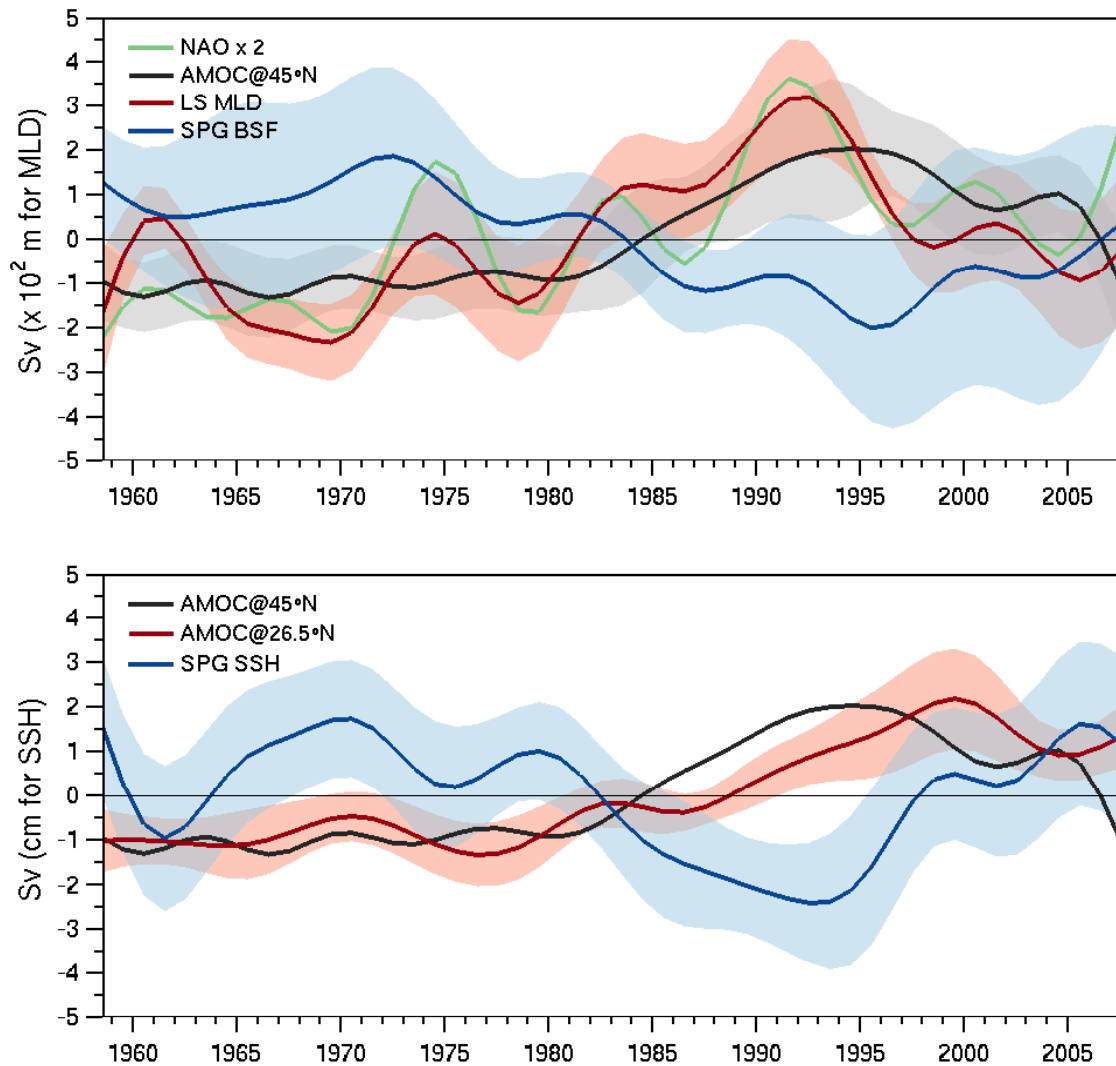 5
4
3
2
1
0
-1
-2
-3
-4
-5
Sv (x 10² m for MLD)
NAO x 2
AMOC@45°N
LS MLD
SPG BSF
1960 1965 1970 1975 1980 1985 1990 1995 2000 2005
5
4
3
2
1
0
-1
-2
-3
-4
-5
Sv (cm for SSH)
AMOC@45°N
AMOC@26.5°N
SPG SSH
1960 1965 1970 1975 1980 1985 1990 1995 2000 2005